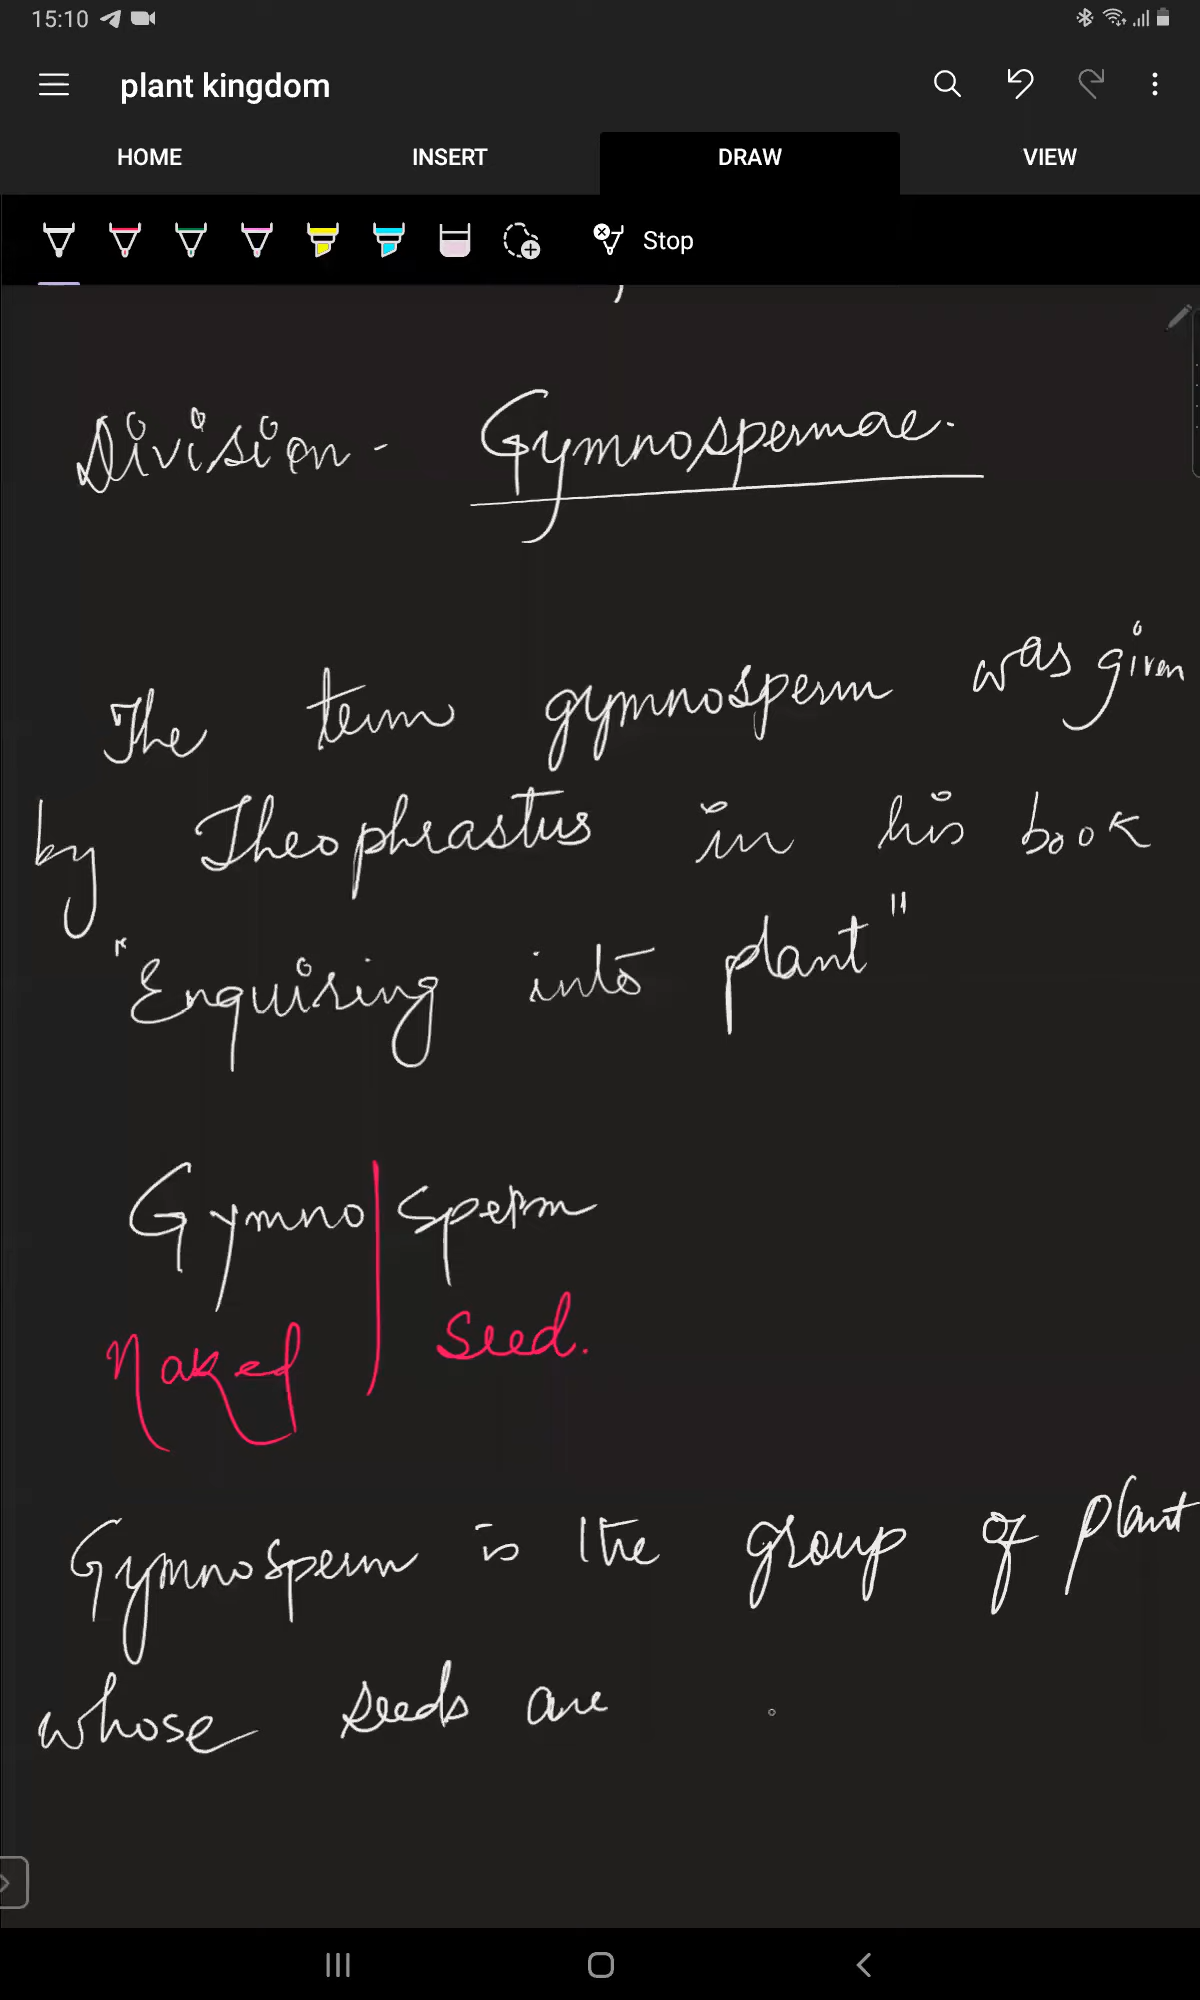 15:10
plant kingdom
HOME INSERT DRAW VIEW
Stop
Division - Gymnospermae.
The term gymnosperm was given
by Theophrastus in his book
"Enquiring into plant"
Gymno|sperm
Naked seed.
Gymnosperm is the group of plant
whose seeds are